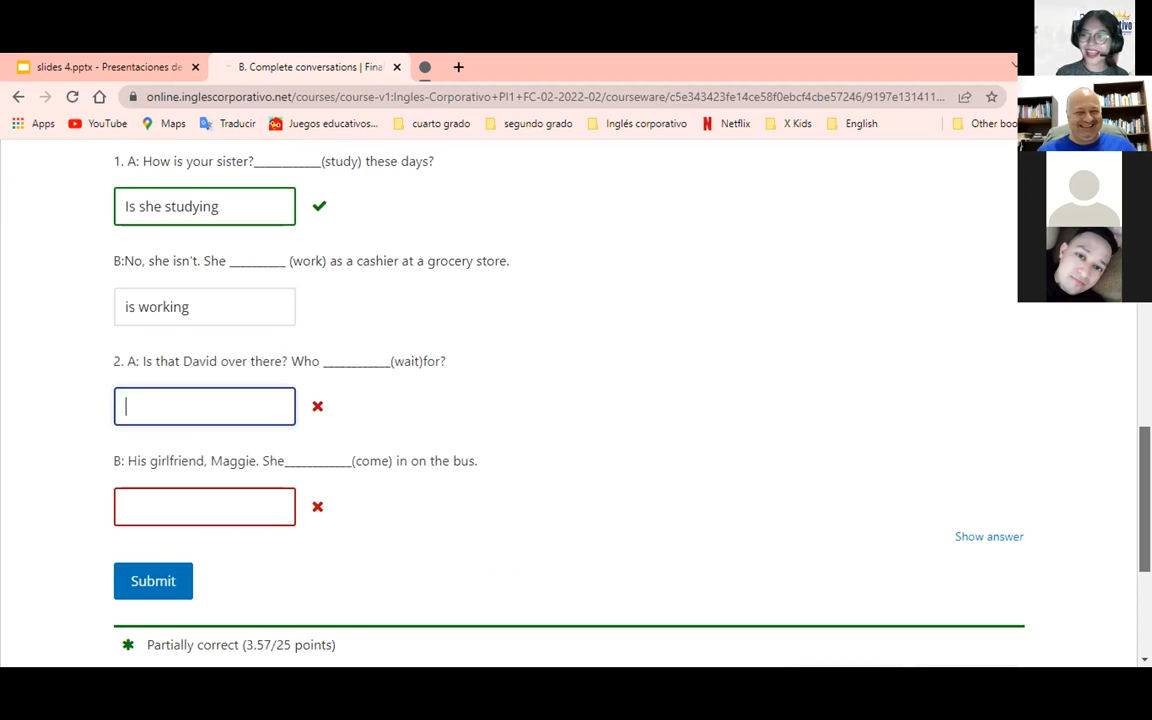 slides 4.pptx - Presentaciones de
B. Complete conversations | Fina
online.inglescorporativo.net/courses/course-v1:Ingles-Corporativo+PI1+FC-02-2022-02/courseware/c5e343423fe14ce58f0ebcf4cbe57246/9197e131411...
Apps YouTube Maps Traducir Juegos educativos... cuarto grado segundo grado Inglés corporativo Netflix X Kids English Other boo
1. A: How is your sister?____________(study) these days?
Is she studying
B:No, she isn't. She __________ (work) as a cashier at a grocery store.
is working
2. A: Is that David over there? Who ____________(wait)for?
B: His girlfriend, Maggie. She____________(come) in on the bus.
Show answer
Submit
Partially correct (3.57/25 points)